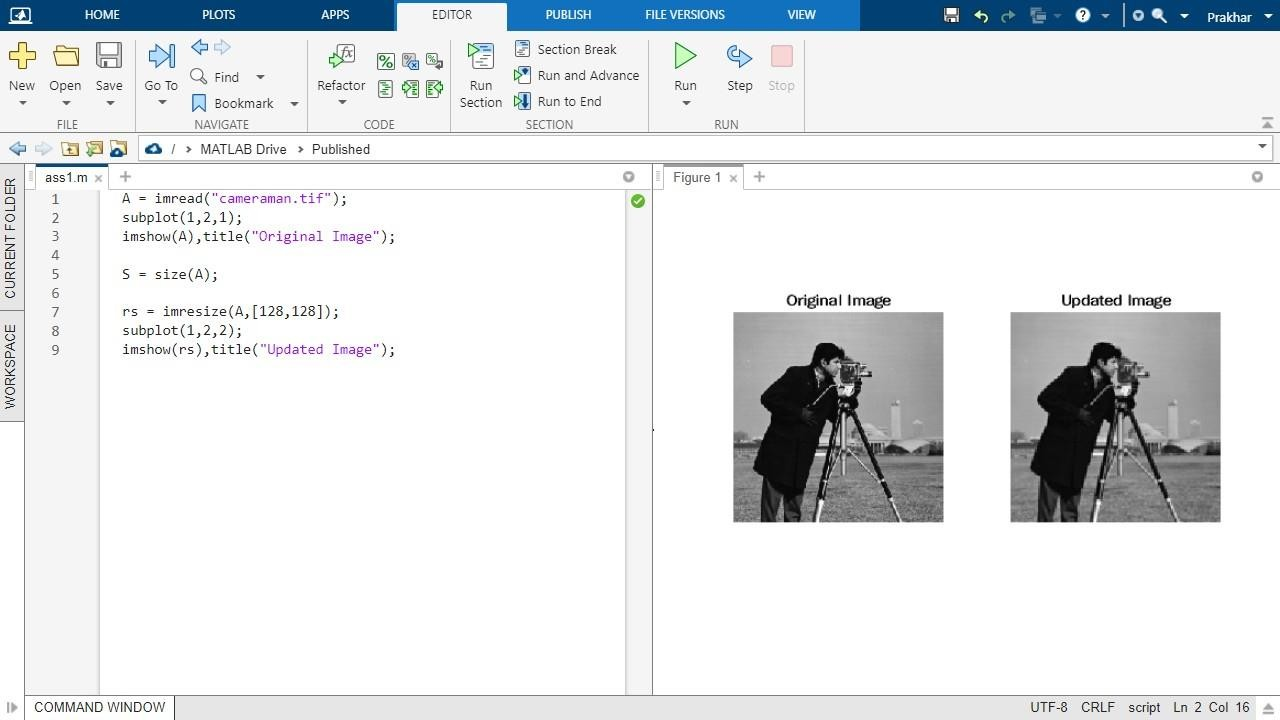 HOME PLOTS APPS EDITOR PUBLISH FILE VERSIONS VIEW Prakhar
New Open Save Go To Find Bookmark Refactor Run Section Section Break Run and Advance Run to End Run Step Stop
FILE NAVIGATE CODE SECTION RUN
/ › MATLAB Drive › Published
CURRENT FOLDER
WORKSPACE
ass1.m × +
1 A = imread("cameraman.tif");
2 subplot(1,2,1);
3 imshow(A),title("Original Image");
4
5 S = size(A);
6
7 rs = imresize(A,[128,128]);
8 subplot(1,2,2);
9 imshow(rs),title("Updated Image");
Figure 1 × +
Original Image Updated Image
COMMAND WINDOW UTF-8 CRLF script Ln 2 Col 16